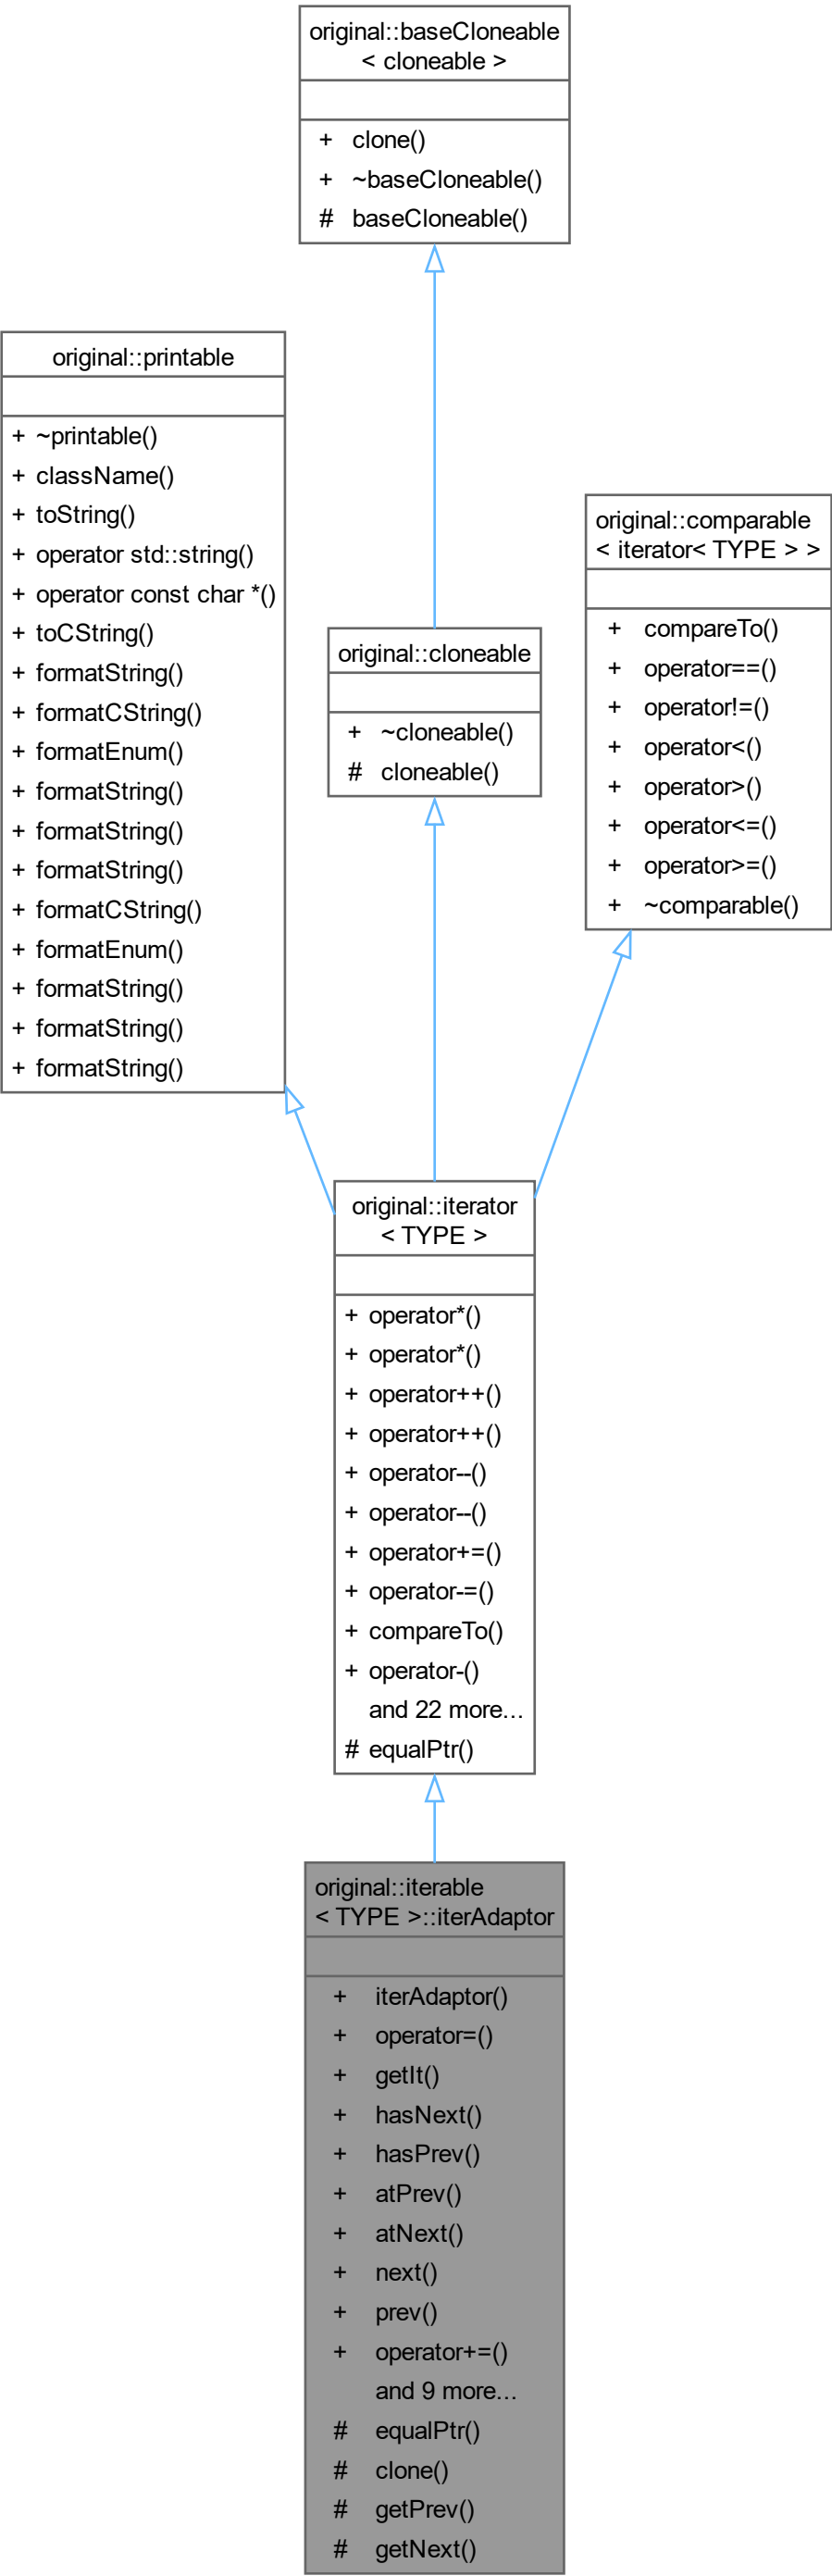 original::baseCloneable
< cloneable >
+ clone()
+ ~baseCloneable()
# baseCloneable()
original::printable
+ ~printable()
+ className()
+ toString()
+ operator std::string()
+ operator const char *()
+ toCString()
+ formatString()
+ formatCString()
+ formatEnum()
+ formatString()
+ formatString()
+ formatString()
+ formatCString()
+ formatEnum()
+ formatString()
+ formatString()
+ formatString()
original::cloneable
+ ~cloneable()
# cloneable()
original::comparable
< iterator< TYPE > >
+ compareTo()
+ operator==()
+ operator!=()
+ operator<()
+ operator>()
+ operator<=()
+ operator>=()
+ ~comparable()
original::iterator
< TYPE >
+ operator*()
+ operator*()
+ operator++()
+ operator++()
+ operator--()
+ operator--()
+ operator+=()
+ operator-=()
+ compareTo()
+ operator-()
and 22 more...
# equalPtr()
original::iterable
< TYPE >::iterAdaptor
+ iterAdaptor()
+ operator=()
+ getIt()
+ hasNext()
+ hasPrev()
+ atPrev()
+ atNext()
+ next()
+ prev()
+ operator+=()
and 9 more...
# equalPtr()
# clone()
# getPrev()
# getNext()